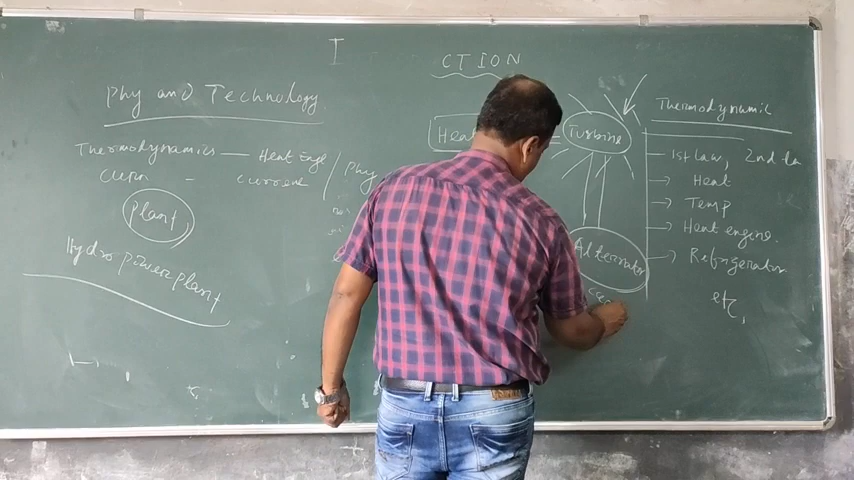 I CTION
Phy and Technology
Thermodynamics — Heat Engl / Phy
current
Plant
Hydro power plant
Heat
Turbine
Alternator
Thermodynamic
1st law, 2nd la
→ Heat
→ Temp
→ Heat engine.
→ Refrigerator
etc,